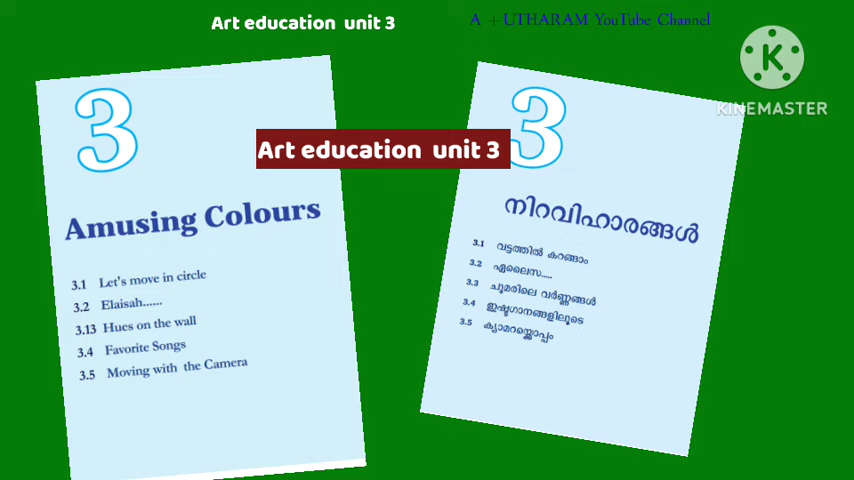 Art education unit 3
A + UTHARAM YouTube Channel
K
KINEMASTER
Art education unit 3
3
Amusing Colours
3.1 Let's move in circle
3.2 Elaisah......
3.13 Hues on the wall
3.4 Favorite Songs
3.5 Moving with the Camera
3
നിറവിഹാരങ്ങൾ
3.1 വട്ടത്തിൽ കറങ്ങാം
3.2 ഏലൈസ.....
3.3 ചുമരിലെ വർണ്ണങ്ങൾ
3.4 ഇഷ്ടഗാനങ്ങളിലൂടെ
3.5 ക്യാമറയ്ക്കൊപ്പം